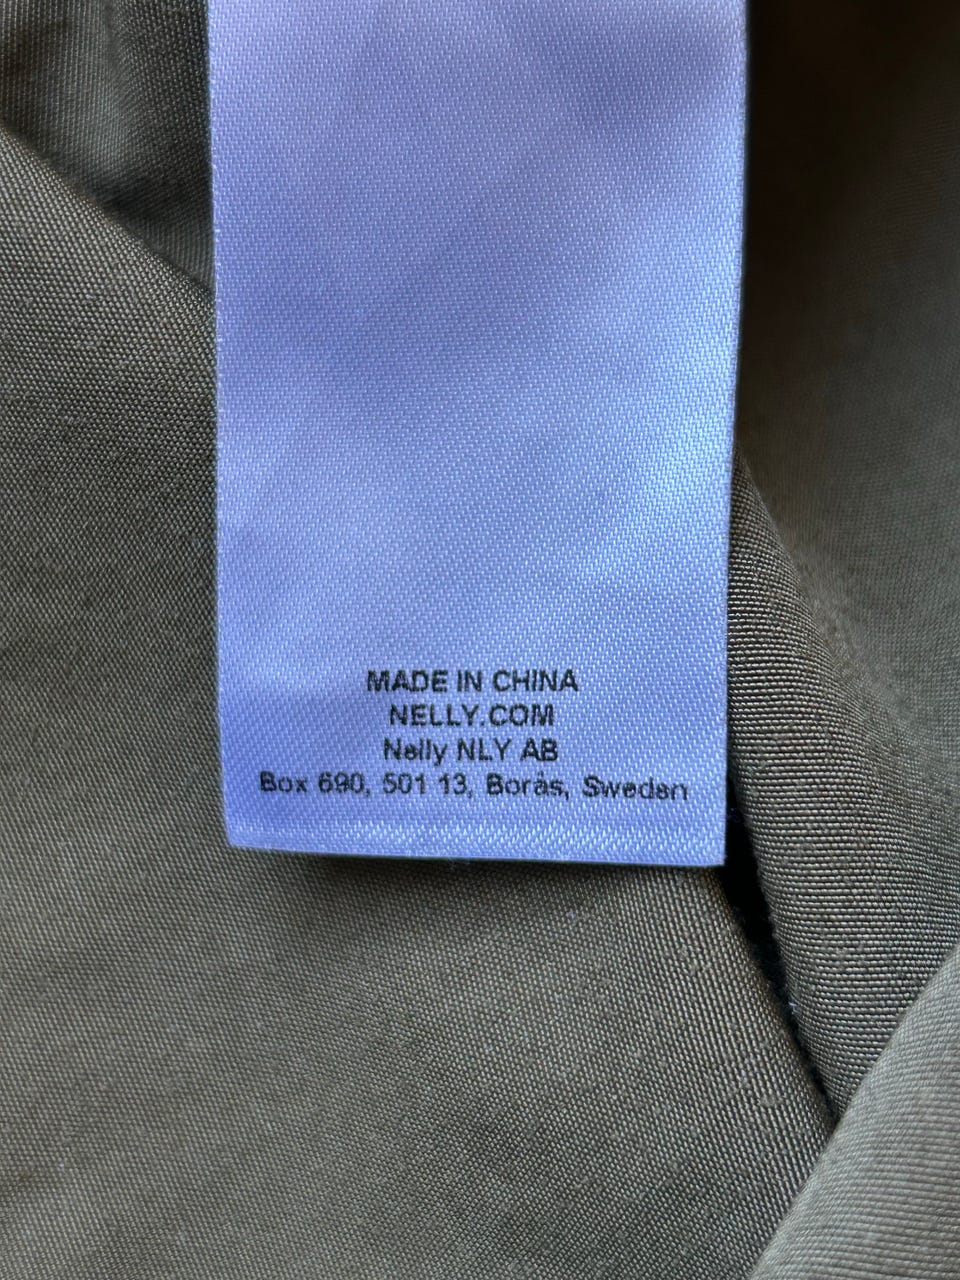 MADE IN CHINA
NELLY.COM
Nelly NLY AB
Box 690, 501 13, Borås, Sweden